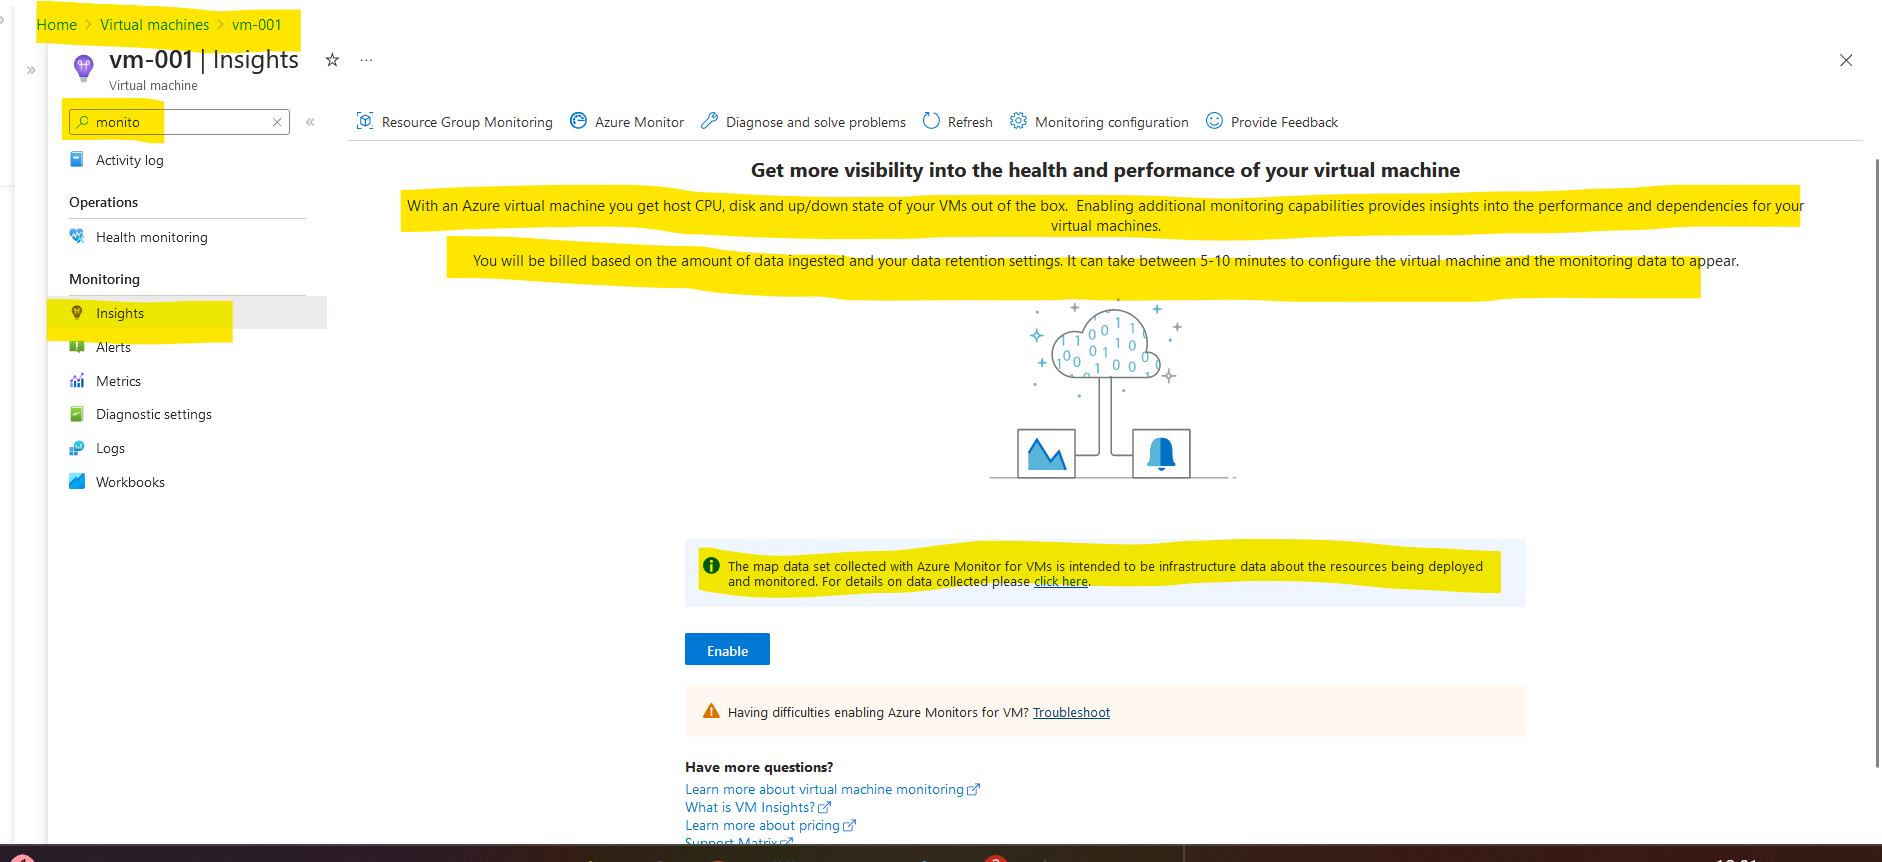 Home > Virtual machines > vm-001
vm-001 | Insights
Virtual machine
monito
Resource Group Monitoring
Azure Monitor
Diagnose and solve problems
Refresh
Monitoring configuration
Provide Feedback
Activity log
Operations
Health monitoring
Monitoring
Insights
Alerts
Metrics
Diagnostic settings
Logs
Workbooks
Get more visibility into the health and performance of your virtual machine
With an Azure virtual machine you get host CPU, disk and up/down state of your VMs out of the box. Enabling additional monitoring capabilities provides insights into the performance and dependencies for your
virtual machines.
You will be billed based on the amount of data ingested and your data retention settings. It can take between 5-10 minutes to configure the virtual machine and the monitoring data to appear.
The map data set collected with Azure Monitor for VMs is intended to be infrastructure data about the resources being deployed
and monitored. For details on data collected please click here.
Enable
Having difficulties enabling Azure Monitors for VM? Troubleshoot
Have more questions?
Learn more about virtual machine monitoring
What is VM Insights?
Learn more about pricing
Support Matrix